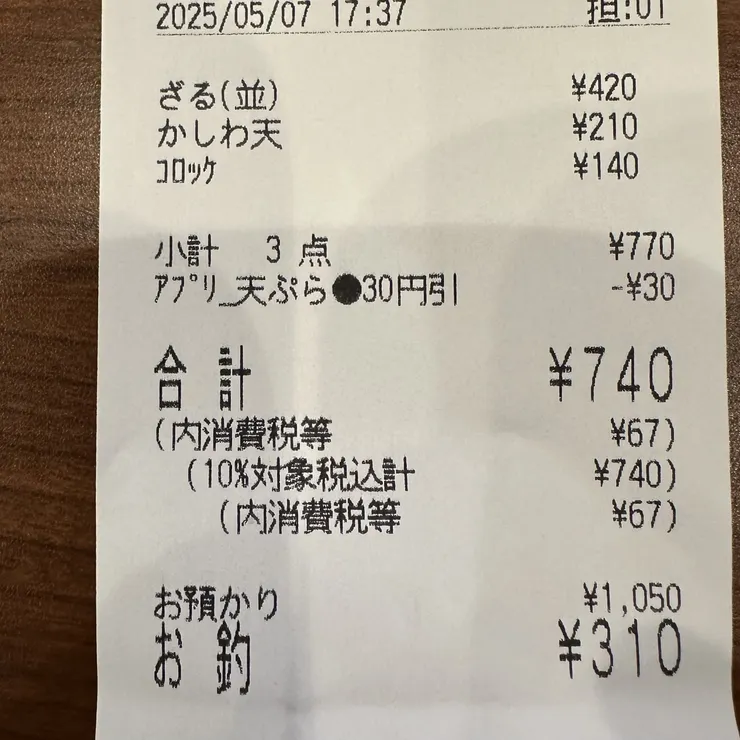 2025/05/07 17:37 担:01
ざる(並) ¥420
かしわ天 ¥210
ｺﾛｯｹ ¥140
小計 3 点 ¥770
ｱﾌﾟﾘ_天ぷら●30円引 -¥30
合 計 ¥740
(内消費税等 ¥67)
(10%対象税込計 ¥740)
(内消費税等 ¥67)
お預かり ¥1,050
お 釣 ¥310